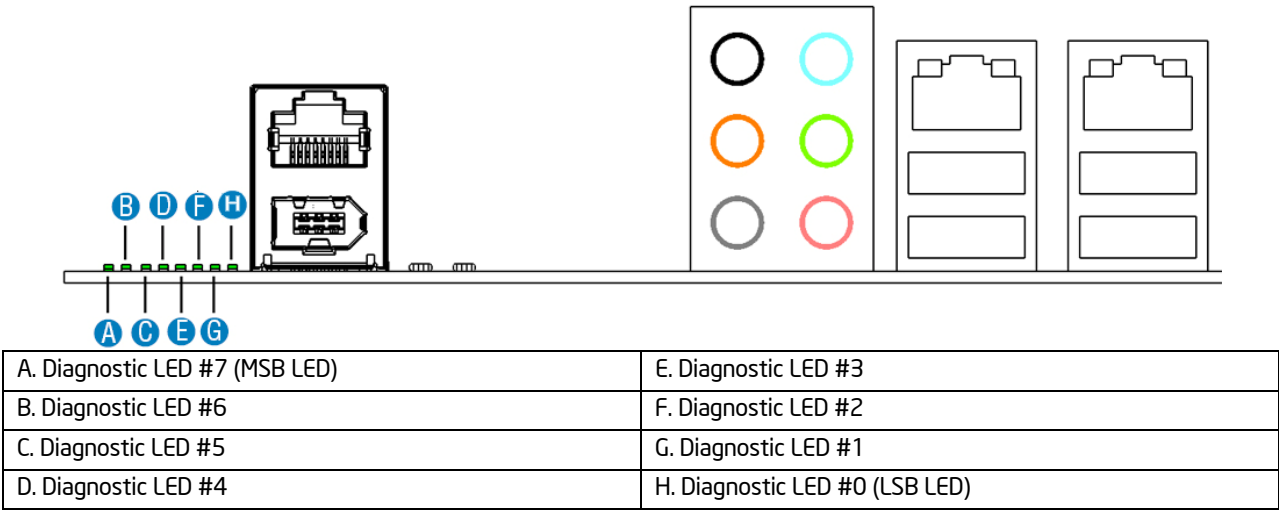 B D F H
A C E G
A. Diagnostic LED #7 (MSB LED)
E. Diagnostic LED #3
B. Diagnostic LED #6
F. Diagnostic LED #2
C. Diagnostic LED #5
G. Diagnostic LED #1
D. Diagnostic LED #4
H. Diagnostic LED #0 (LSB LED)